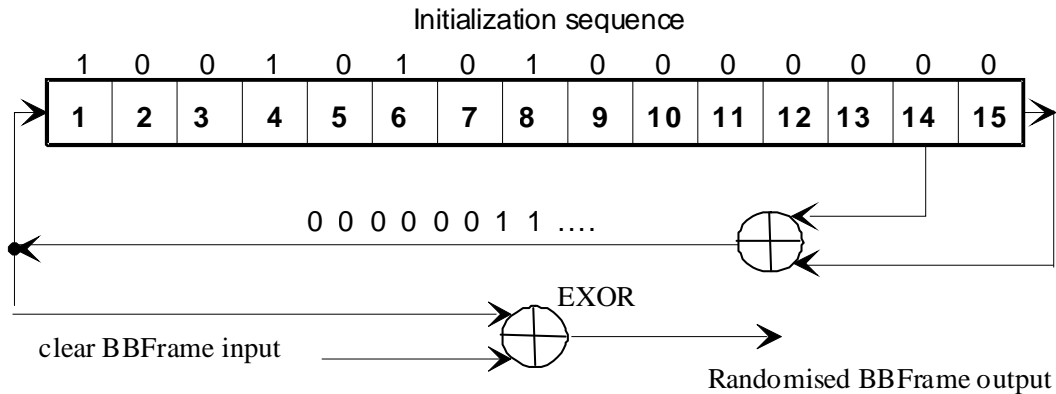 Initialization sequence
1 0 0 1 0 1 0 1 0 0 0 0 0 0 0
1 2 3 4 5 6 7 8 9 10 11 12 13 14 15
0 0 0 0 0 0 1 1 ....
EXOR
clear BBFrame input
Randomised BBFrame output